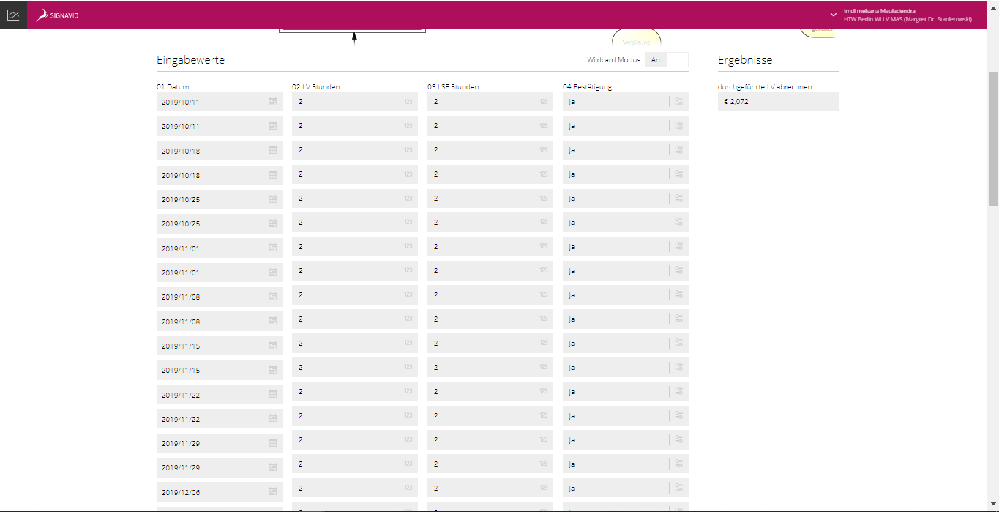 SIGNAVIO
Imdi melvana Mauladendra
HTW Berlin WI LV MAS (Margret Dr. Stanierowski)
Eingabewerte
Wildcard Modus: An
Ergebnisse
01 Datum 02 LV Stunden 03 LSF Stunden 04 Bestätigung durchgeführte LV abrechnen
2019/10/11 2 123 2 123 Ja € 2,072
2019/10/11 2 123 2 123 Ja
2019/10/18 2 123 2 123 Ja
2019/10/18 2 123 2 123 Ja
2019/10/25 2 123 2 123 Ja
2019/10/25 2 123 2 123 Ja
2019/11/01 2 123 2 123 Ja
2019/11/01 2 123 2 123 Ja
2019/11/08 2 123 2 123 Ja
2019/11/08 2 123 2 123 Ja
2019/11/15 2 123 2 123 Ja
2019/11/15 2 123 2 123 Ja
2019/11/22 2 123 2 123 Ja
2019/11/22 2 123 2 123 Ja
2019/11/29 2 123 2 123 Ja
2019/11/29 2 123 2 123 Ja
2019/12/06 2 123 2 123 Ja